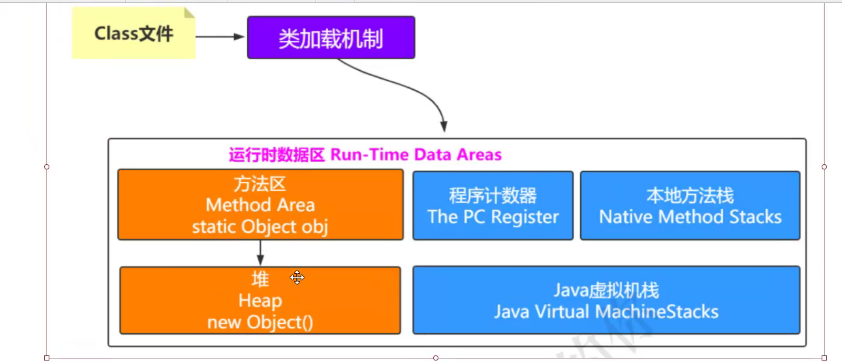 Class文件
类加载机制
运行时数据区 Run-Time Data Areas
方法区
Method Area
static Object obj
程序计数器
The PC Register
本地方法栈
Native Method Stacks
堆
Heap
new Object()
Java虚拟机栈
Java Virtual MachineStacks